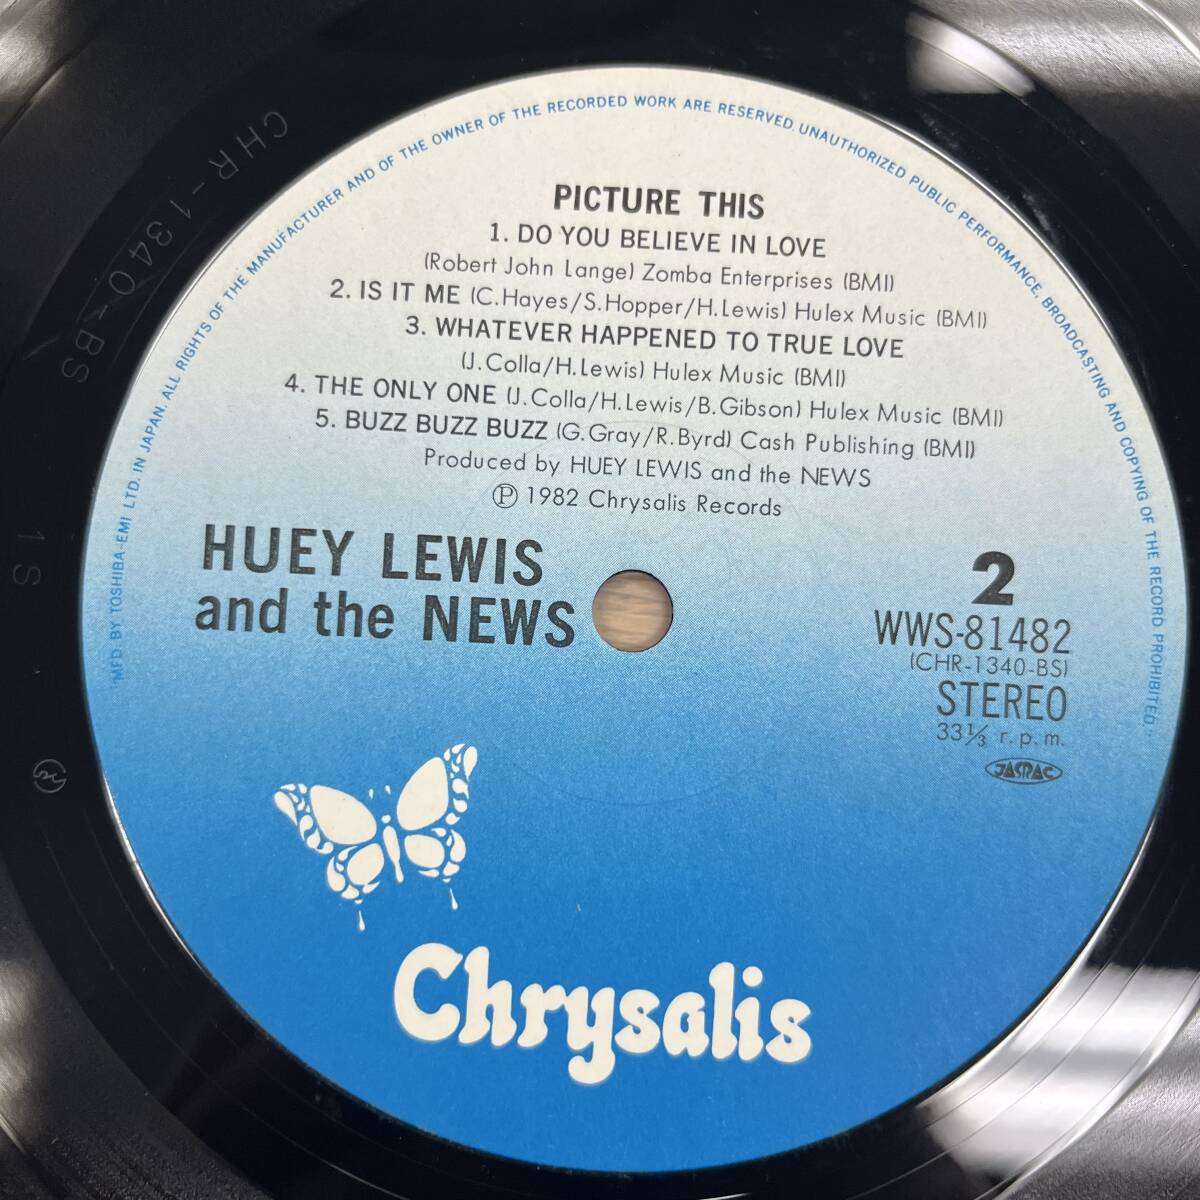 "MFD BY TOSHIBA-EMI LTD. IN JAPAN. ALL RIGHTS OF THE MANUFACTURER AND OF THE OWNER OF THE RECORDED WORK ARE RESERVED. UNAUTHORIZED PUBLIC PERFORMANCE, BROADCASTING AND COPYING OF THE RECORD PROHIBITED."
PICTURE THIS
1. DO YOU BELIEVE IN LOVE
(Robert John Lange) Zomba Enterprises (BMI)
2. IS IT ME (C.Hayes/S.Hopper/H.Lewis) Hulex Music (BMI)
3. WHATEVER HAPPENED TO TRUE LOVE
(J.Colla/H.Lewis) Hulex Music (BMI)
4. THE ONLY ONE (J.Colla/H.Lewis/B.Gibson) Hulex Music (BMI)
5. BUZZ BUZZ BUZZ (G.Gray/R.Byrd) Cash Publishing (BMI)
Produced by HUEY LEWIS and the NEWS
Ⓟ 1982 Chrysalis Records
HUEY LEWIS
and the NEWS
2
WWS-81482
(CHR-1340-BS)
STEREO
33⅓ r.p.m.
JASRAC
Chrysalis
CHR-1340-BS
1S